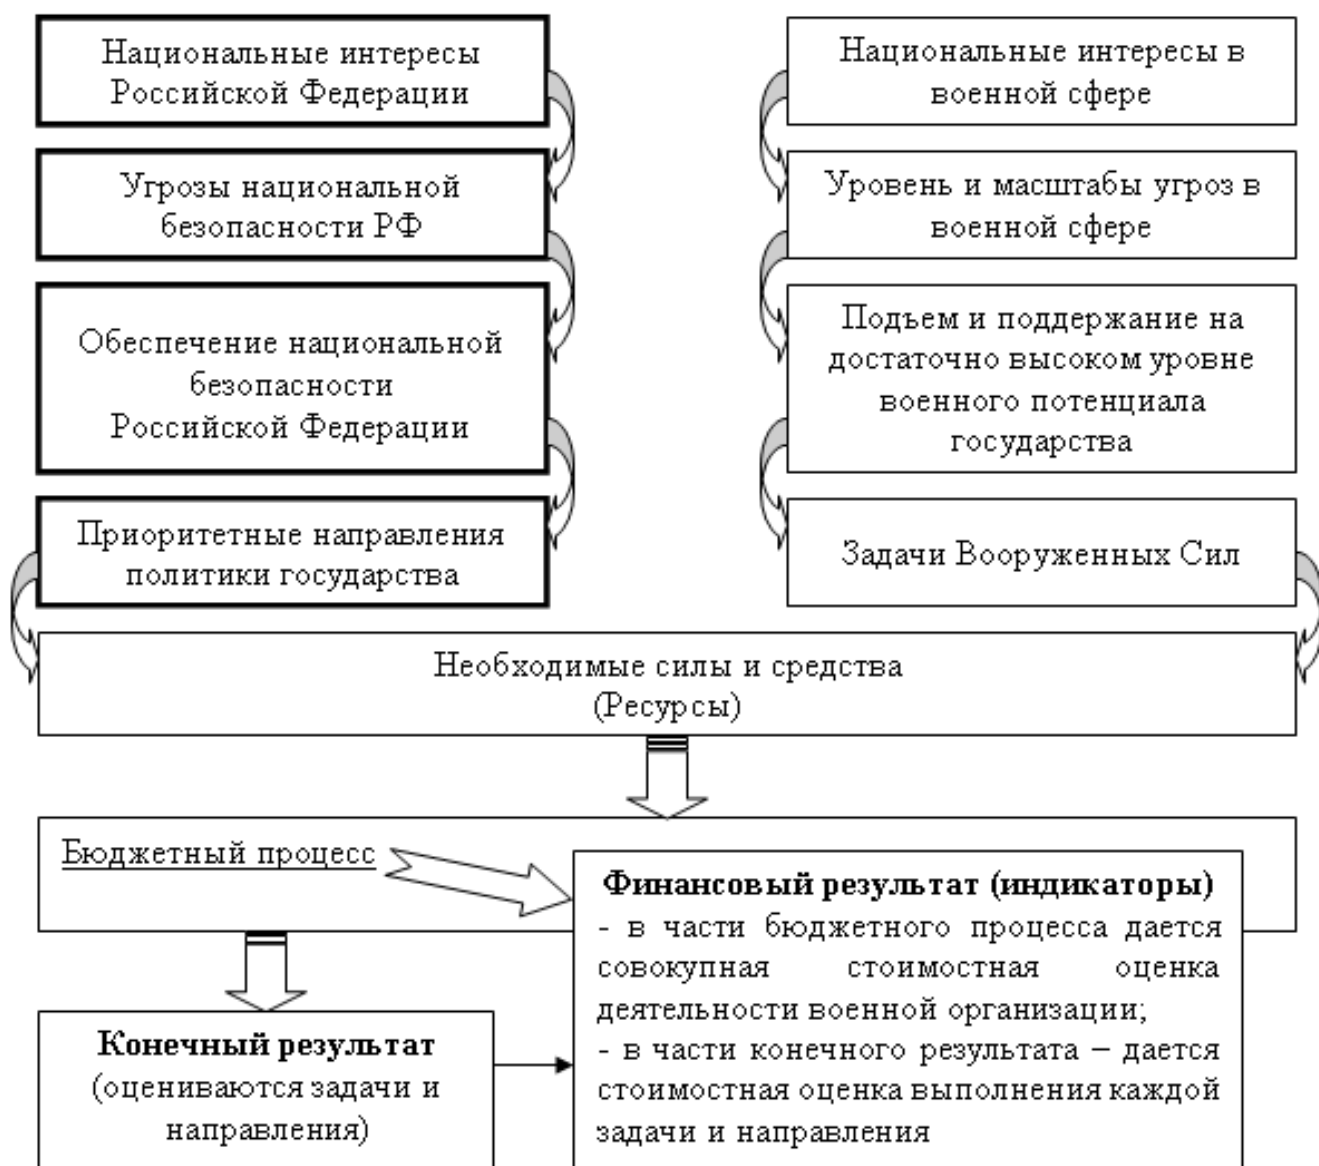 Национальные интересы
Российской Федерации
Национальные интересы в
военной сфере
Угрозы национальной
безопасности РФ
Уровень и масштабы угроз в
военной сфере
Обеспечение национальной
безопасности
Российской Федерации
Подъем и поддержание на
достаточно высоком уровне
военного потенциала
государства
Приоритетные направления
политики государства
Задачи Вооруженных Сил
Необходимые силы и средства
(Ресурсы)
Бюджетный процесс
Финансовый результат (индикаторы)
- в части бюджетного процесса дается
совокупная стоимостная оценка
деятельности военной организации;
- в части конечного результата – дается
стоимостная оценка выполнения каждой
задачи и направления
Конечный результат
(оцениваются задачи и
направления)